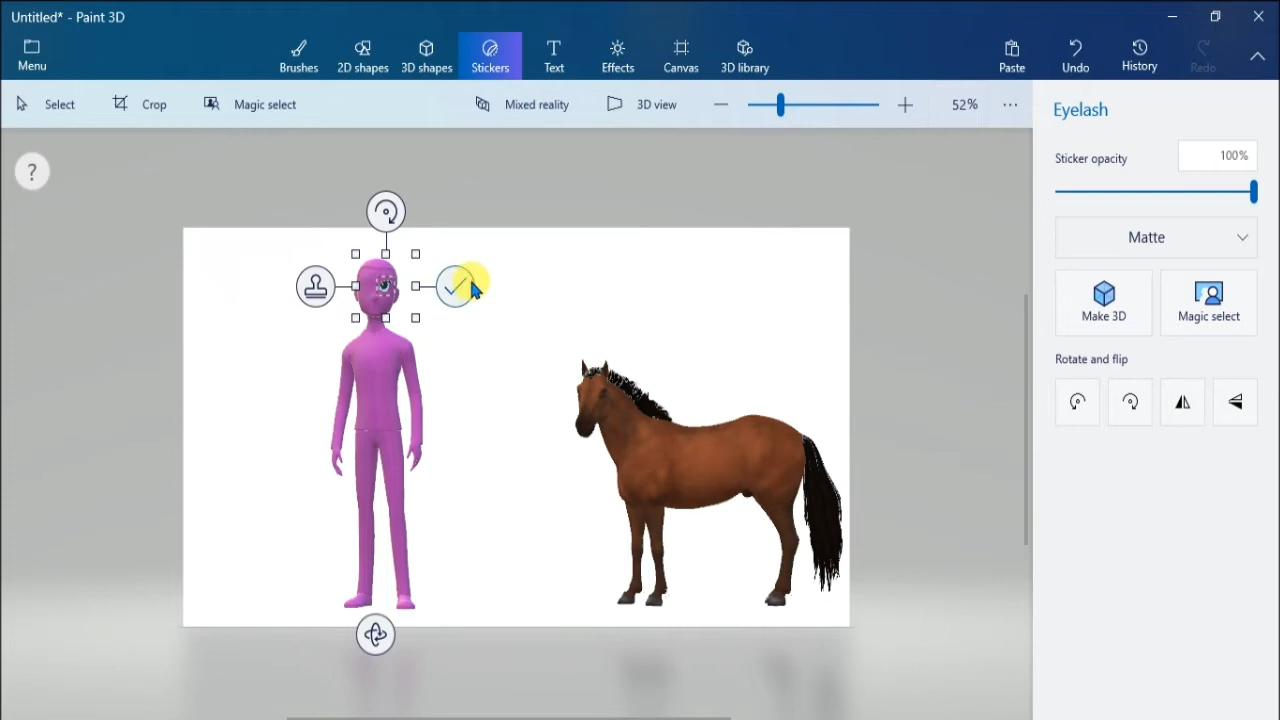 Untitled* - Paint 3D
Menu
Brushes
2D shapes
3D shapes
Stickers
Text
Effects
Canvas
3D library
Paste
Undo
History
Redo
Select
Crop
Magic select
Mixed reality
3D view
52%
Eyelash
Sticker opacity
100%
Matte
Make 3D
Magic select
Rotate and flip
?